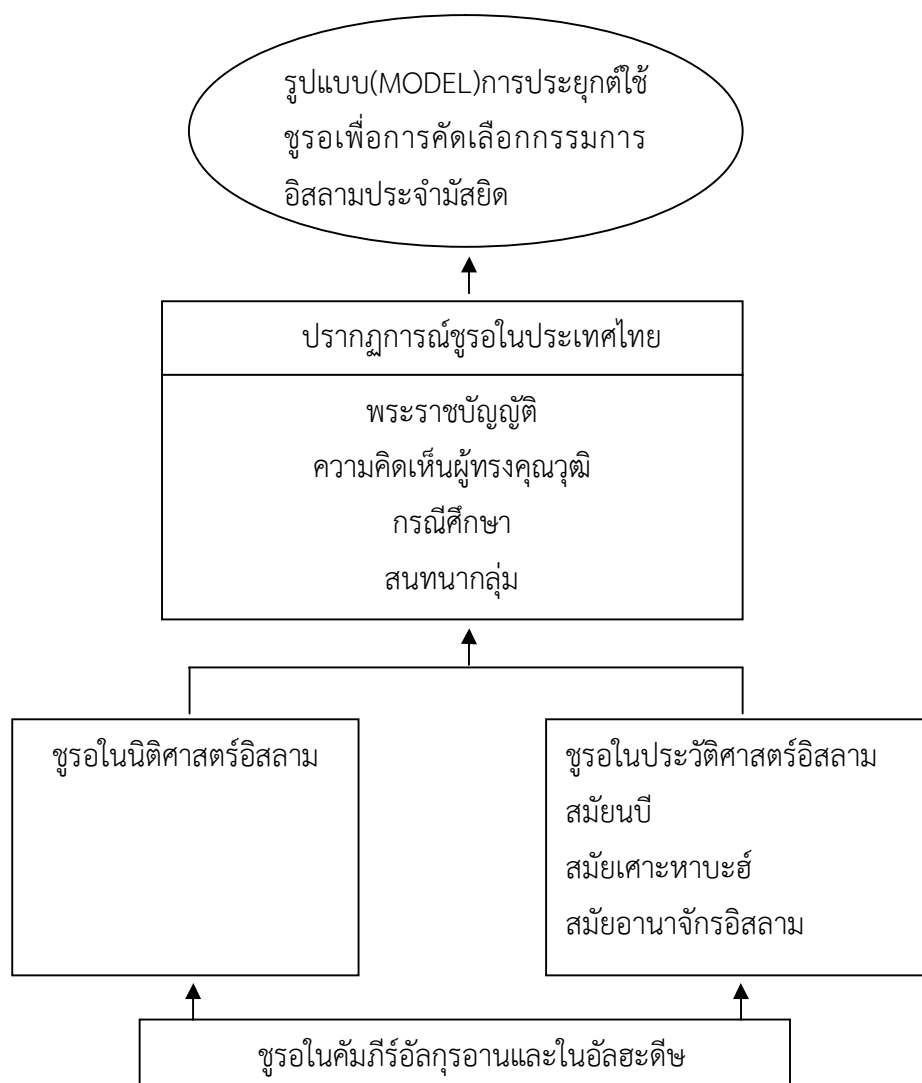 รูปแบบ(MODEL)การประยุกต์ใช้
ชูรอเพื่อการคัดเลือกกรรมการ
อิสลามประจำมัสยิด
ปรากฏการณ์ชูรอในประเทศไทย
พระราชบัญญัติ
ความคิดเห็นผู้ทรงคุณวุฒิ
กรณีศึกษา
สนทนากลุ่ม
ชูรอในนิติศาสตร์อิสลาม
ชูรอในประวัติศาสตร์อิสลาม
สมัยนบี
สมัยเศาะหาบะฮ์
สมัยอานาจักรอิสลาม
ชูรอในคัมภีร์อัลกุรอานและในอัลฮะดีษ